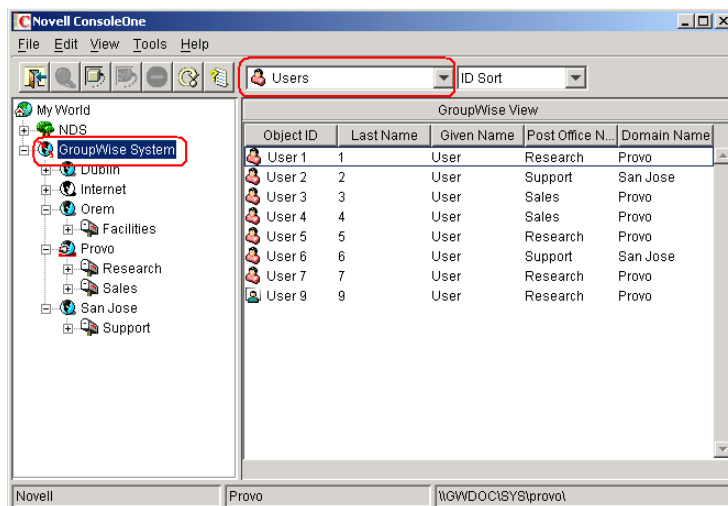 Novell ConsoleOne
File Edit View Tools Help
Users ID Sort
My World
NDS
GroupWise System
Dublin
Internet
Orem
Facilities
Provo
Research
Sales
San Jose
Support
GroupWise View
Object ID Last Name Given Name Post Office N... Domain Name
User 1 1 User Research Provo
User 2 2 User Support San Jose
User 3 3 User Sales Provo
User 4 4 User Sales Provo
User 5 5 User Research Provo
User 6 6 User Support San Jose
User 7 7 User Research Provo
User 9 9 User Research Provo
Novell Provo \\GWDOC\SYS\provo\